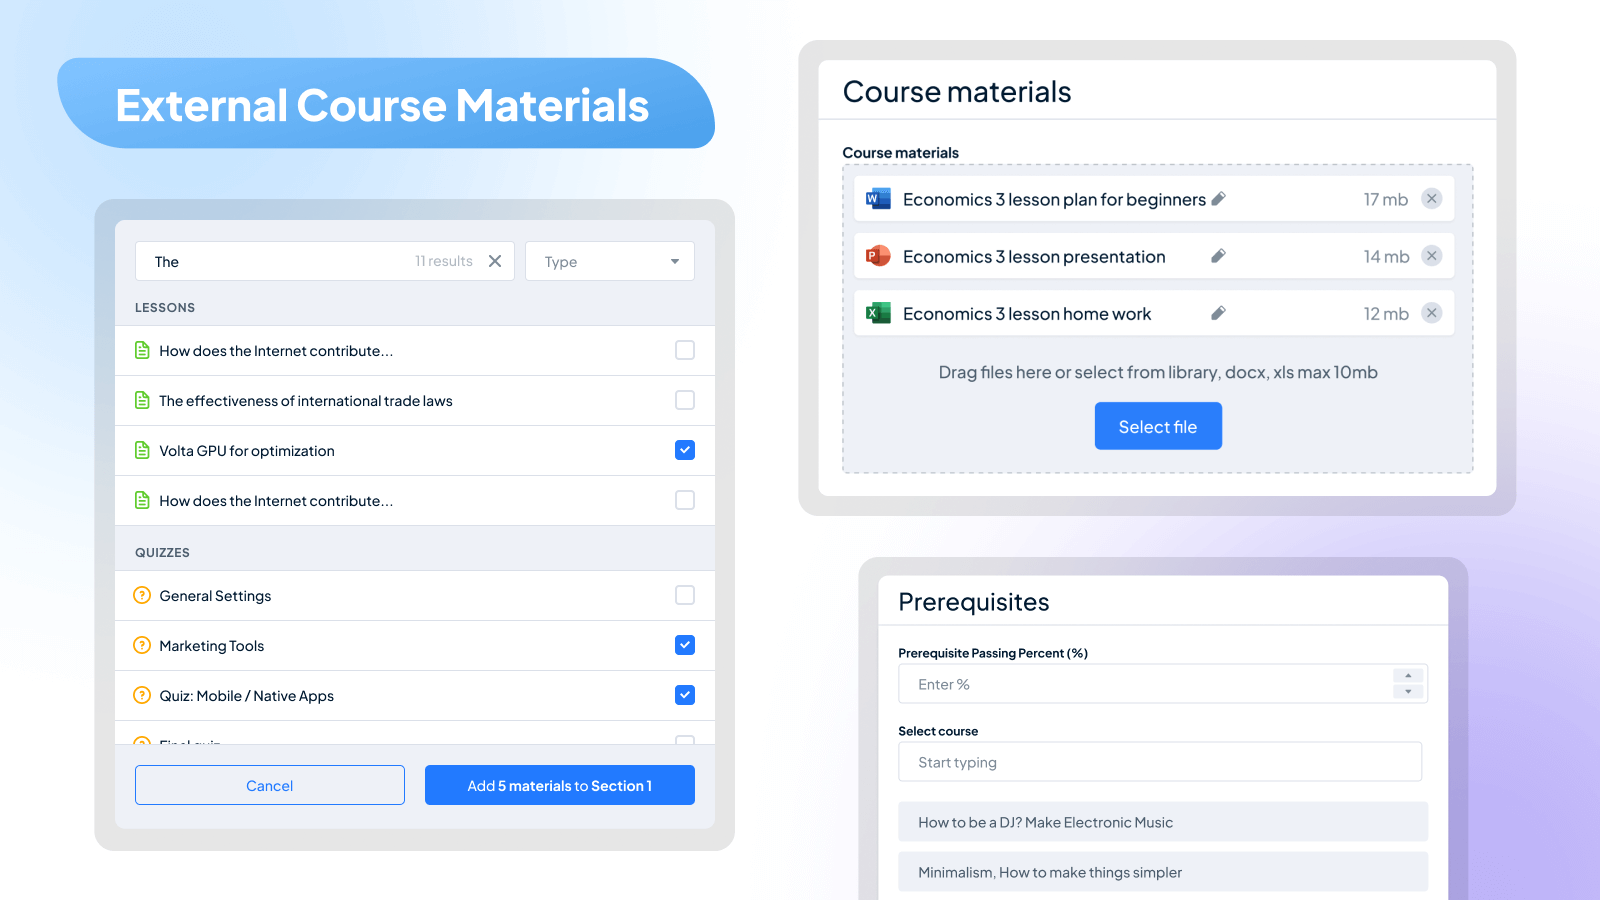 External Course Materials
The
11 results
Type
LESSONS
How does the Internet contribute...
The effectiveness of international trade laws
Volta GPU for optimization
How does the Internet contribute...
QUIZZES
General Settings
Marketing Tools
Quiz: Mobile / Native Apps
Final quiz
Cancel
Add 5 materials to Section 1
Course materials
Course materials
Economics 3 lesson plan for beginners
17 mb
Economics 3 lesson presentation
14 mb
Economics 3 lesson home work
12 mb
Drag files here or select from library, docx, xls max 10mb
Select file
Prerequisites
Prerequisite Passing Percent (%)
Enter %
Select course
Start typing
How to be a DJ? Make Electronic Music
Minimalism, How to make things simpler